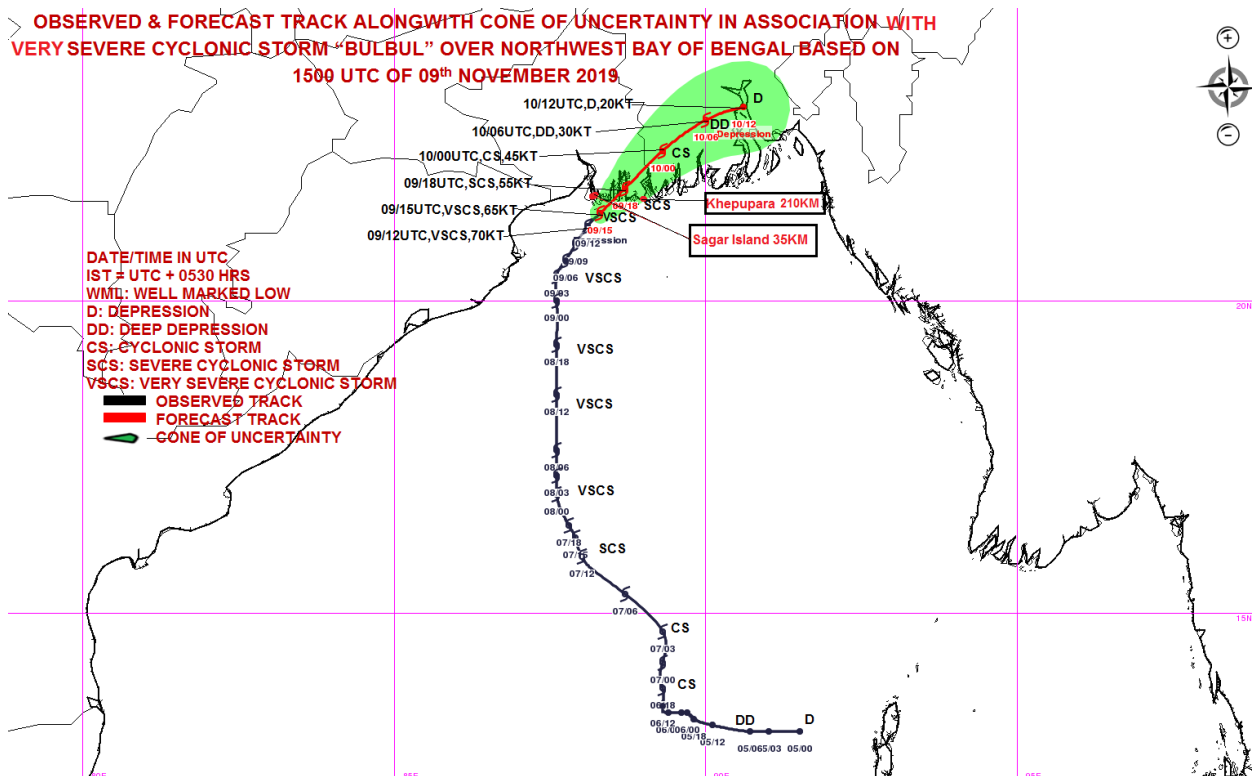 OBSERVED & FORECAST TRACK ALONGWITH CONE OF UNCERTAINTY IN ASSOCIATION WITH
VERY SEVERE CYCLONIC STORM “BULBUL” OVER NORTHWEST BAY OF BENGAL BASED ON
1500 UTC OF 09th NOVEMBER 2019
10/12UTC,D,20KT
D
10/06UTC,DD,30KT
DD
10/12
10/06
Depression
10/00UTC,CS,45KT
CS
10/00
09/18UTC,SCS,55KT
09/18
SCS
Khepupara 210KM
09/15UTC,VSCS,65KT
VSCS
09/15
09/12UTC,VSCS,70KT
09/12
Sagar Island 35KM
09/09
DATE/TIME IN UTC
IST = UTC + 0530 HRS
WML: WELL MARKED LOW
D: DEPRESSION
DD: DEEP DEPRESSION
CS: CYCLONIC STORM
SCS: SEVERE CYCLONIC STORM
VSCS: VERY SEVERE CYCLONIC STORM
OBSERVED TRACK
FORECAST TRACK
CONE OF UNCERTAINTY
09/06
VSCS
09/03
20N
09/00
VSCS
08/18
VSCS
08/12
08/06
VSCS
08/03
08/00
07/18
SCS
07/12
07/06
15N
CS
07/03
07/00
CS
06/18
06/12
06/00
05/18
05/12
DD
D
05/06
05/03
05/00